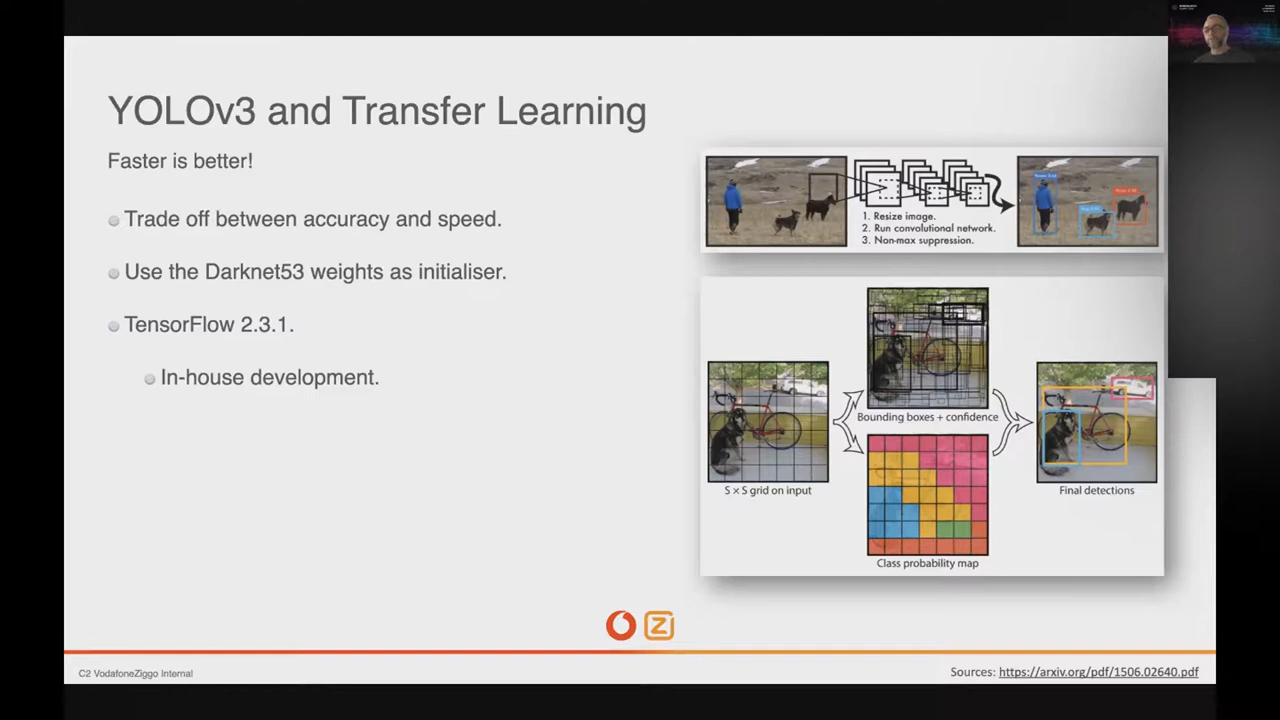 YOLOv3 and Transfer Learning
Faster is better!
Trade off between accuracy and speed.
Use the Darknet53 weights as initialiser.
TensorFlow 2.3.1.
In-house development.
1. Resize image.
2. Run convolutional network.
3. Non-max suppression.
Bounding boxes + confidence
S × S grid on input
Final detections
Class probability map
C2 VodafoneZiggo Internal
Sources: https://arxiv.org/pdf/1506.02640.pdf